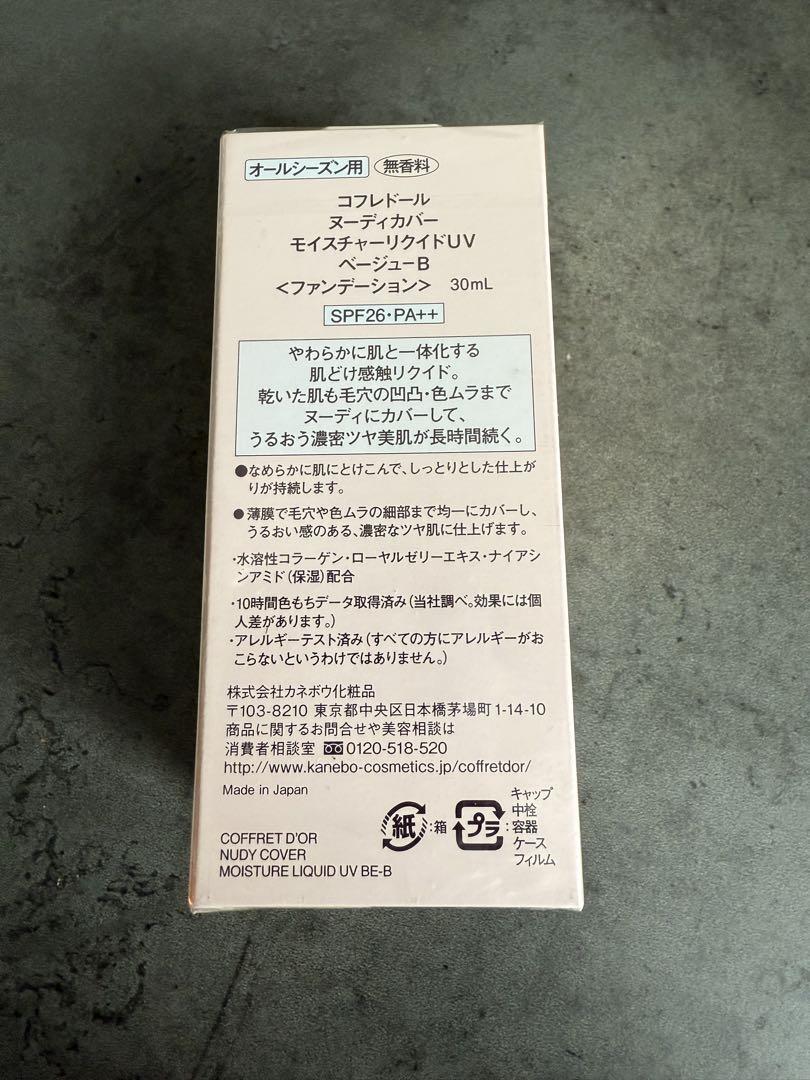 オールシーズン用 無香料
コフレドール
ヌーディカバー
モイスチャーリクイドUV
ベージューB
<ファンデーション> 30mL
SPF26・PA++
やわらかに肌と一体化する
肌どけ感触リクイド。
乾いた肌も毛穴の凹凸・色ムラまで
ヌーディにカバーして、
うるおう濃密ツヤ美肌が長時間続く。
●なめらかに肌にとけこんで、しっとりとした仕上が
りが持続します。
●薄膜で毛穴や色ムラの細部まで均一にカバーし、
うるおい感のある、濃密なツヤ肌に仕上げます。
・水溶性コラーゲン・ローヤルゼリーエキス・ナイアシ
ンアミド(保湿)配合
・10時間色もちデータ取得済み(当社調べ。効果には個
人差があります。)
・アレルギーテスト済み(すべての方にアレルギーがお
こらないというわけではありません。)
株式会社カネボウ化粧品
〒103-8210 東京都中央区日本橋茅場町1-14-10
商品に関するお問合せや美容相談は
消費者相談室 0120-518-520
http://www.kanebo-cosmetics.jp/coffretdor/
Made in Japan
紙:箱 プラ:キャップ
中栓
容器
ケース
フィルム
COFFRET D'OR
NUDY COVER
MOISTURE LIQUID UV BE-B